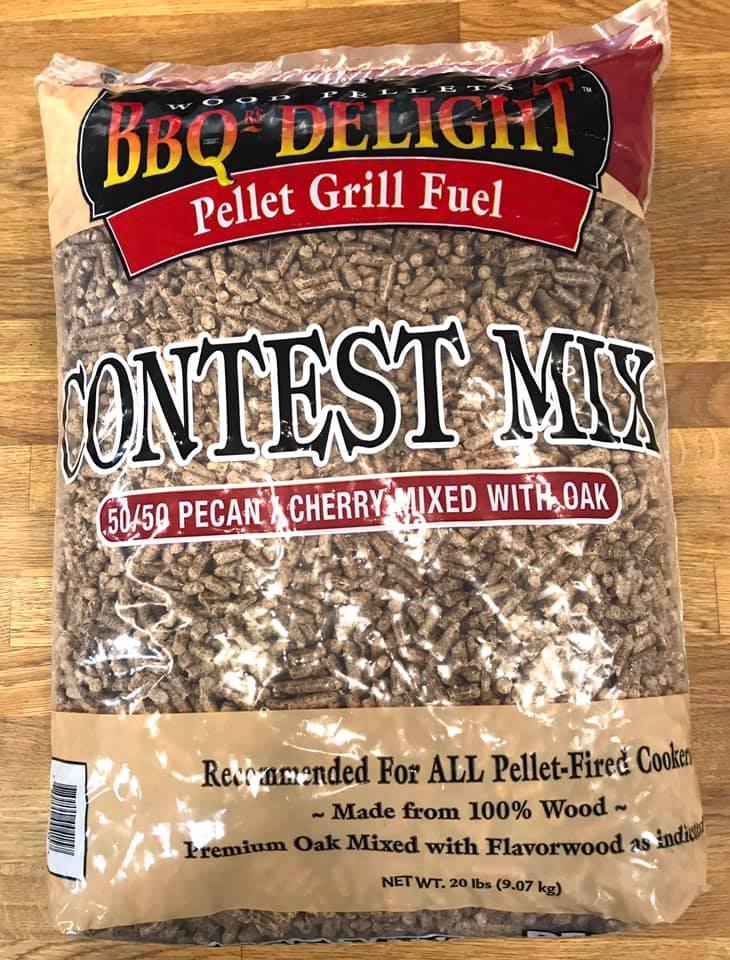 WOOD PELLETS
BBQR'S DELIGHT™
Pellet Grill Fuel
CONTEST MIX
50/50 PECAN / CHERRY MIXED WITH OAK
Recommended For ALL Pellet-Fired Cookers
~ Made from 100% Wood ~
Premium Oak Mixed with Flavorwood as indicated
NET WT. 20 lbs (9.07 kg)